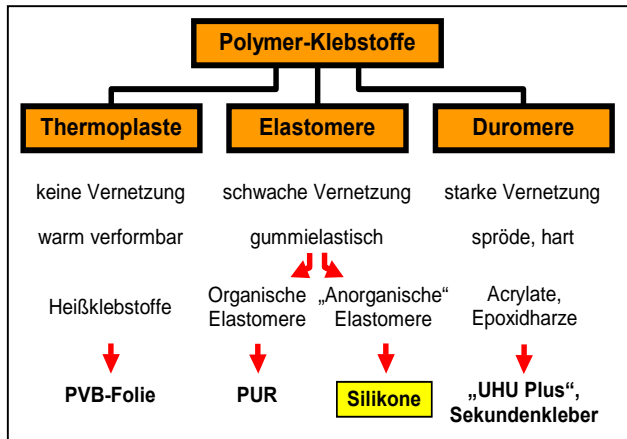 Polymer-Klebstoffe
Thermoplaste
Elastomere
Duromere
keine Vernetzung
schwache Vernetzung
starke Vernetzung
warm verformbar
gummielastisch
spröde, hart
Heißklebstoffe
Organische
Elastomere
„Anorganische“
Elastomere
Acrylate,
Epoxidharze
PVB-Folie
PUR
Silikone
„UHU Plus“,
Sekundenkleber